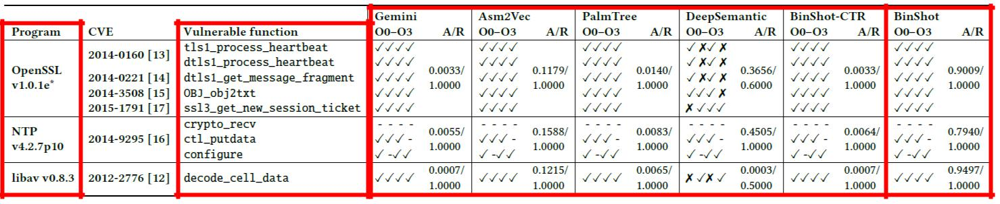 Gemini Asm2Vec PalmTree DeepSemantic BinShot-CTR BinShot
Program CVE Vulnerable function O0–O3 A/R O0–O3 A/R O0–O3 A/R O0–O3 A/R O0–O3 A/R O0–O3 A/R
OpenSSL v1.0.1e*
2014-0160 [13] tls1_process_heartbeat ✓✓✓✓ ✓✓✓✓ ✓✓✓✓ ✓✗✓✗ ✓✓✓✓ ✓✓✓✓
dtls1_process_heartbeat ✓✓✓✓ ✓✓✓✓ ✓✓✓✓ ✓✗✓✗ ✓✓✓✓ ✓✓✓✓
2014-0221 [14] dtls1_get_message_fragment ✓✓✓✓ ✓✓✓✓ ✓✓✓✓ ✓✗✓✗ ✓✓✓✓ ✓✓✓✓
2014-3508 [15] OBJ_obj2txt ✓✓✓✓ ✓✓✓✓ ✓✓✓✓ ✓✓✓✗ ✓✓✓✓ ✓✓✓✓
2015-1791 [17] ssl3_get_new_session_ticket ✓✓✓✓ ✓✓✓✓ ✓✓✓✓ ✗✓✓✓ ✓✓✓✓ ✓✓✓✓
0.0033/ 0.1179/ 0.0140/ 0.3656/ 0.0033/ 0.9009/
1.0000 1.0000 1.0000 0.6000 1.0000 1.0000
NTP v4.2.7p10
2014-9295 [16]
crypto_recv - - - - - - - - - - - - - - - - - - - - - - - -
ctl_putdata ✓✓✓ - ✓✓✓ - ✓✓✓ - ✓✓✓ - ✓✓✓ - ✓✓✓ -
configure ✓ -✓✓ ✓ -✓✓ ✓ -✓✓ ✓ -✓✓ ✓ -✓✓ ✓ -✓✓
0.0055/ 0.1588/ 0.0083/ 0.4505/ 0.0064/ 0.7940/
1.0000 1.0000 1.0000 1.0000 1.0000 1.0000
libav v0.8.3 2012-2776 [12] decode_cell_data ✓✓✓✓ ✓✓✓✓ ✓✓✓✓ ✗✓✗✓ ✓✓✓✓ ✓✓✓✓
0.0007/ 0.1215/ 0.0065/ 0.0003/ 0.0007/ 0.9497/
1.0000 1.0000 1.0000 0.5000 1.0000 1.0000